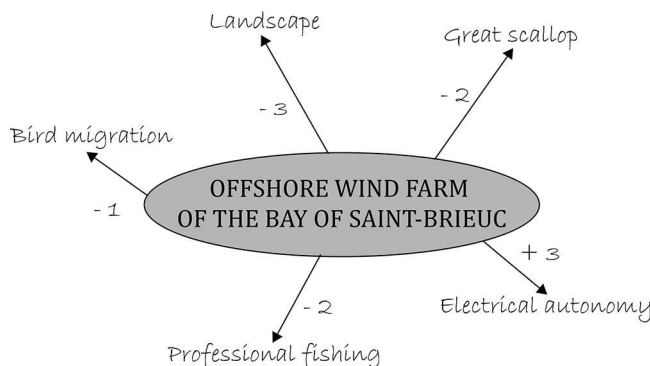 Landscape
Great scallop
- 3
- 2
Bird migration
- 1
OFFSHORE WIND FARM
OF THE BAY OF SAINT-BRIEUC
+ 3
Electrical autonomy
- 2
Professional fishing